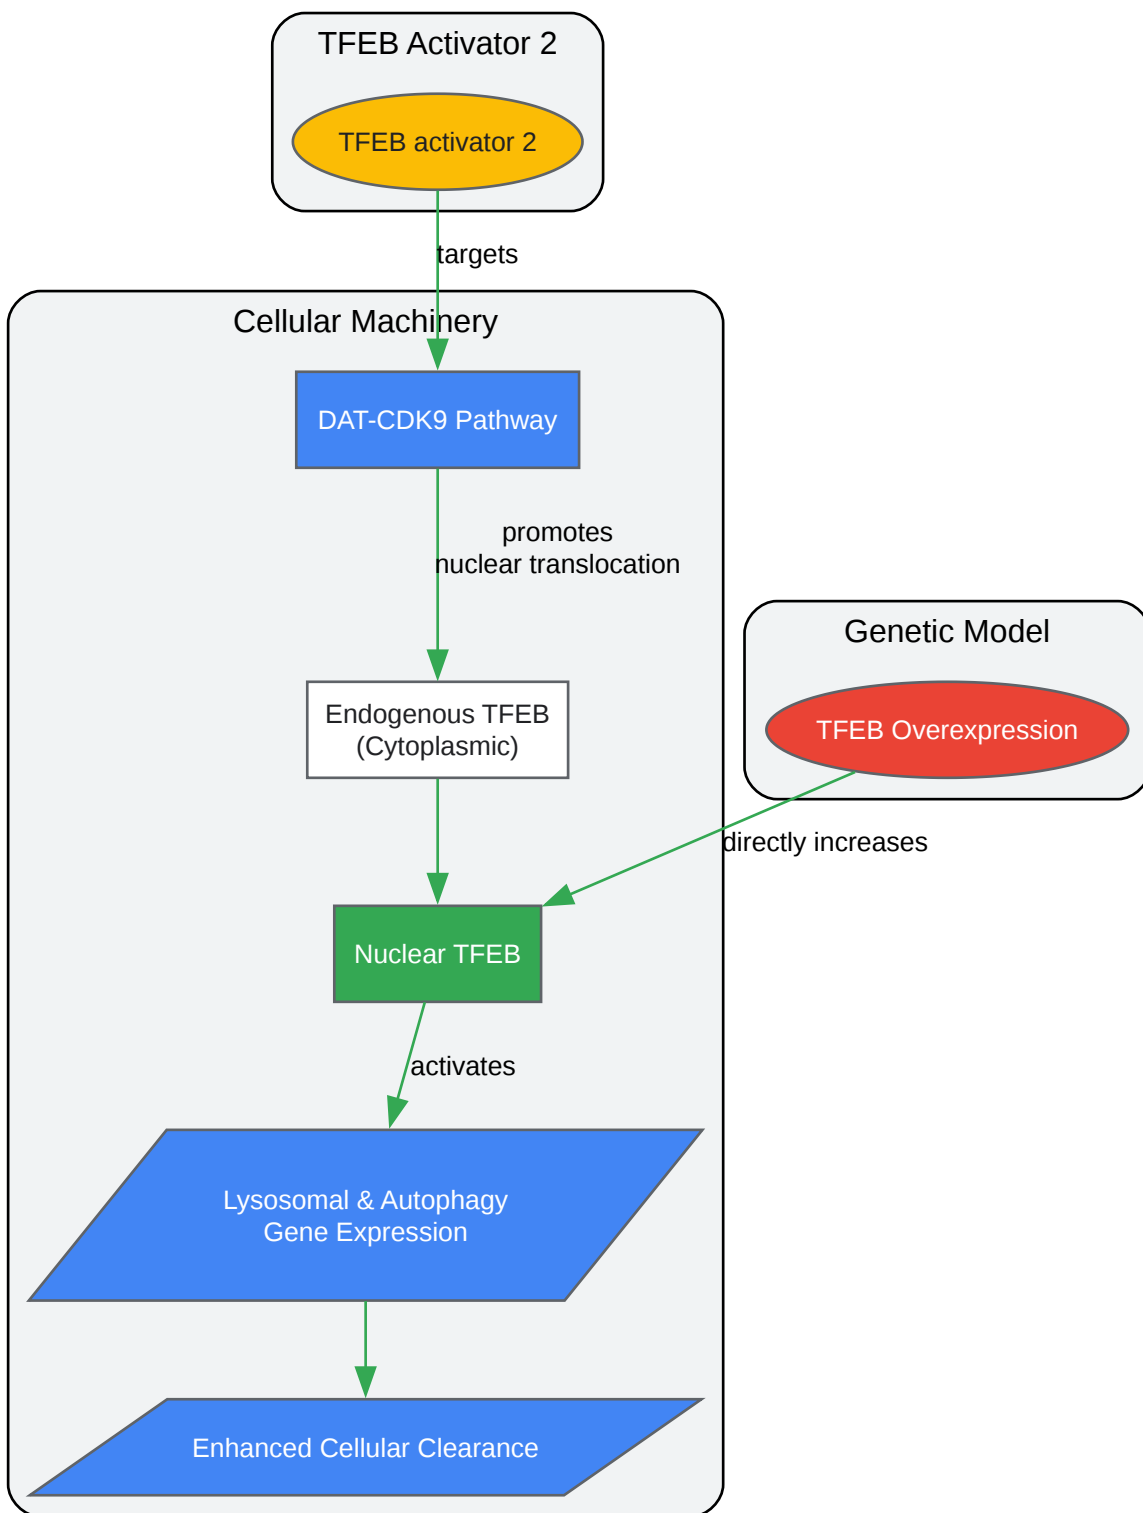 TFEB Activator 2
TFEB activator 2
targets
Cellular Machinery
DAT-CDK9 Pathway
promotes
nuclear translocation
Genetic Model
Endogenous TFEB
(Cytoplasmic)
TFEB Overexpression
directly increases
Nuclear TFEB
activates
Lysosomal & Autophagy
Gene Expression
Enhanced Cellular Clearance